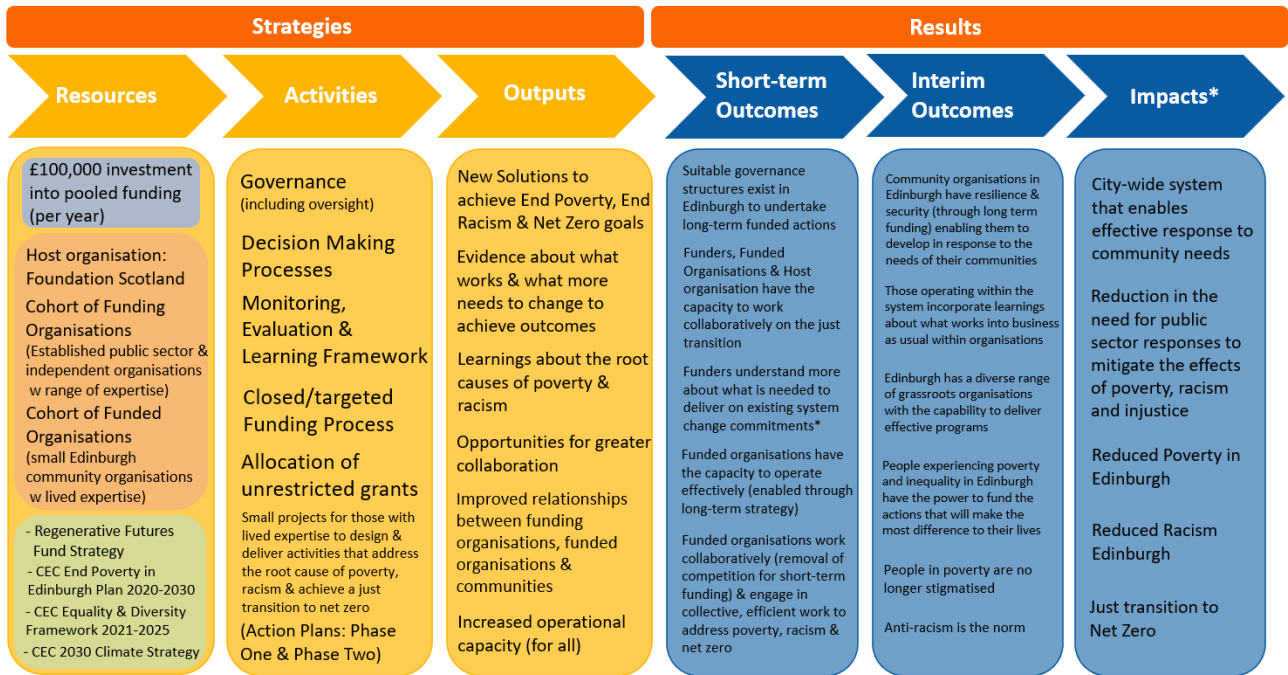 Strategies
Results
Resources
Activities
Outputs
Short-term
Outcomes
Interim
Outcomes
Impacts*
£100,000 investment
into pooled funding
(per year)
Host organisation:
Foundation Scotland
Cohort of Funding
Organisations
(Established public sector &
independent organisations
w range of expertise)
Cohort of Funded
Organisations
(small Edinburgh
community organisations
w lived expertise)
- Regenerative Futures
Fund Strategy
- CEC End Poverty in
Edinburgh Plan 2020-2030
- CEC Equality & Diversity
Framework 2021-2025
- CEC 2030 Climate Strategy
Governance
(including oversight)
Decision Making
Processes
Monitoring,
Evaluation &
Learning Framework
Closed/targeted
Funding Process
Allocation of
unrestricted grants
Small projects for those with
lived expertise to design &
deliver activities that address
the root cause of poverty,
racism & achieve a just
transition to net zero
(Action Plans: Phase
One & Phase Two)
New Solutions to
achieve End Poverty, End
Racism & Net Zero goals
Evidence about what
works & what more
needs to change to
achieve outcomes
Learnings about the root
causes of poverty &
racism
Opportunities for greater
collaboration
Improved relationships
between funding
organisations, funded
organisations &
communities
Increased operational
capacity (for all)
Suitable governance
structures exist in
Edinburgh to undertake
long-term funded actions
Funders, Funded
Organisations & Host
organisation have the
capacity to work
collaboratively on the just
transition
Funders understand more
about what is needed to
deliver on existing system
change commitments*
Funded organisations have
the capacity to operate
effectively (enabled through
long-term strategy)
Funded organisations work
collaboratively (removal of
competition for short-term
funding) & engage in
collective, efficient work to
address poverty, racism &
net zero
Community organisations in
Edinburgh have resilience &
security (through long term
funding) enabling them to
develop in response to the
needs of their communities
Those operating within the
system incorporate learnings
about what works into business
as usual within organisations
Edinburgh has a diverse range
of grassroots organisations
with the capability to deliver
effective programs
People experiencing poverty
and inequality in Edinburgh
have the power to fund the
actions that will make the
most difference to their lives
People in poverty are no
longer stigmatised
Anti-racism is the norm
City-wide system
that enables
effective response to
community needs
Reduction in the
need for public
sector responses to
mitigate the effects
of poverty, racism
and injustice
Reduced Poverty in
Edinburgh
Reduced Racism
Edinburgh
Just transition to
Net Zero